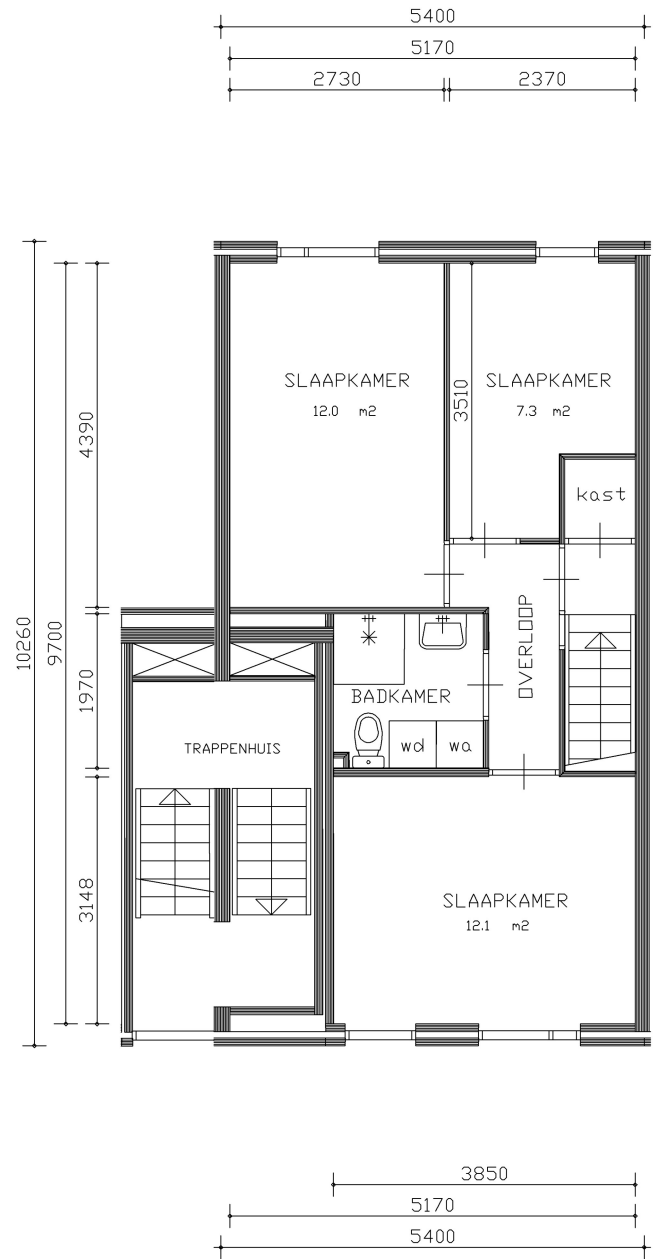 5400
5170
2730 2370
SLAAPKAMER
12.0 m2
SLAAPKAMER
7.3 m2
3510
4390
kast
OVERLOOP
10260
9700
1970
BADKAMER
TRAPPENHUIS
wd wa
3148
SLAAPKAMER
12.1 m2
3850
5170
5400